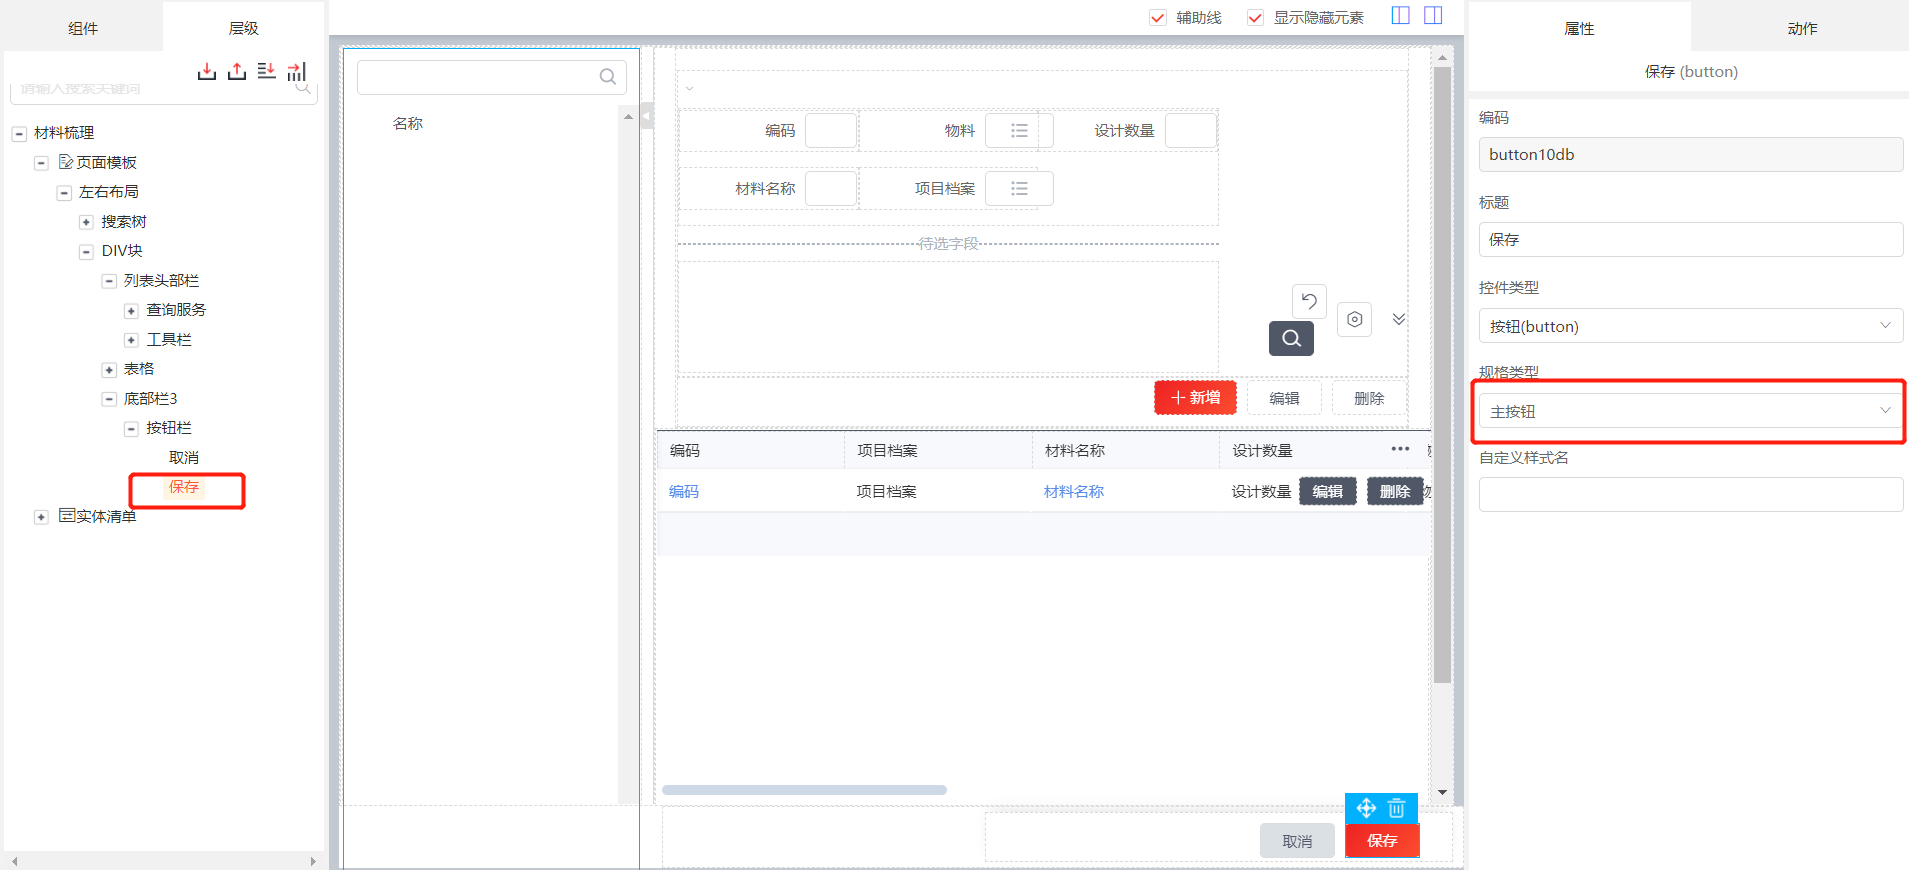 组件
层级
请输入搜索关键词
材料梳理
页面模板
左右布局
搜索树
DIV块
列表头部栏
查询服务
工具栏
表格
底部栏3
按钮栏
取消
保存
实体清单
辅助线
显示隐藏元素
名称
编码
物料
设计数量
材料名称
项目档案
待选字段
新增
编辑
删除
编码
项目档案
材料名称
设计数量
•••
编码
项目档案
材料名称
设计数量
编辑
删除
取消
保存
属性
动作
保存 (button)
编码
button10db
标题
保存
控件类型
按钮(button)
规格类型
主按钮
自定义样式名